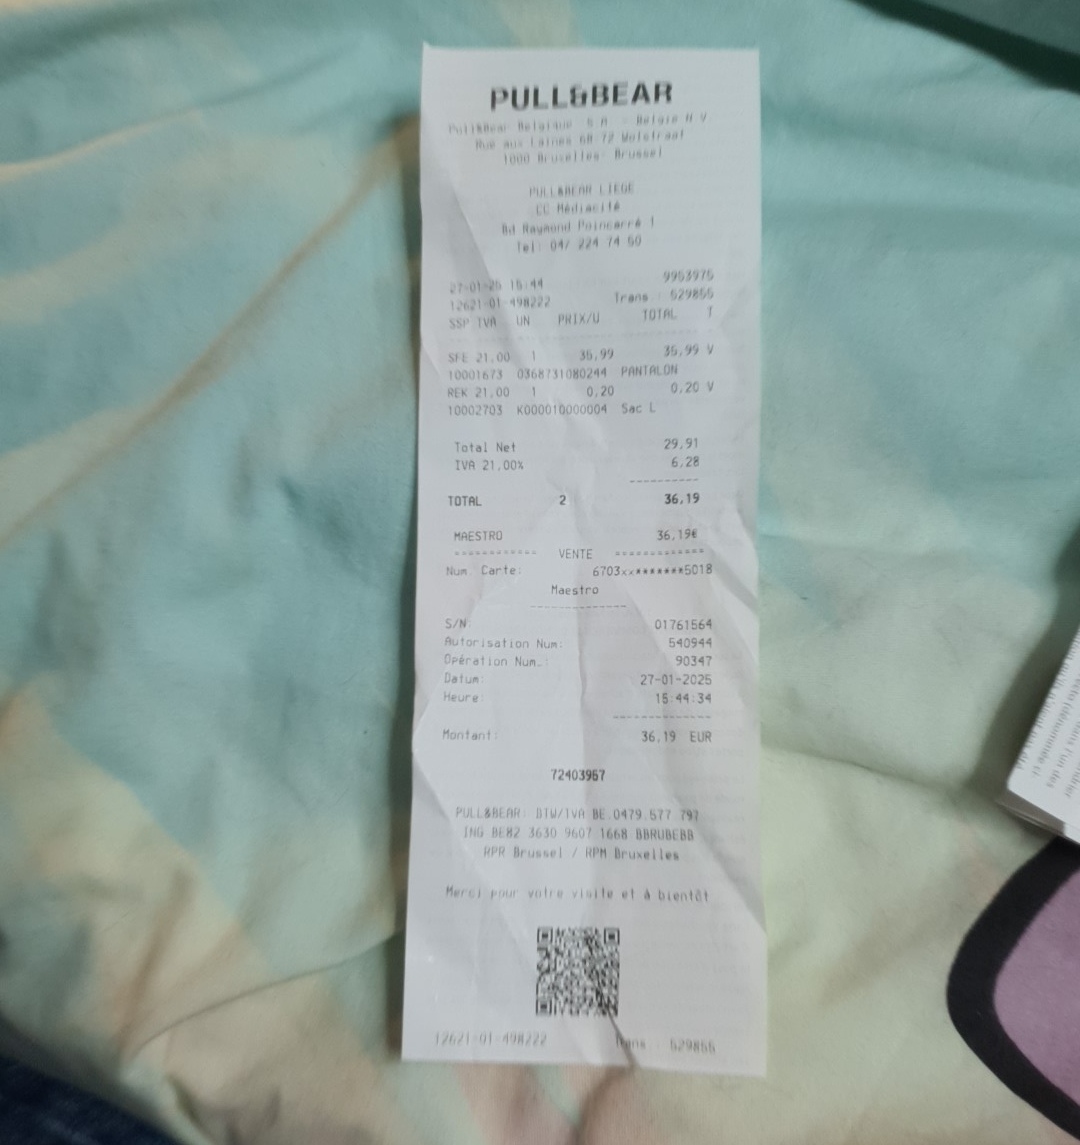 PULL&BEAR
Pull&Bear Belgique S.A. - Belgie N.V.
Rue aux Laines 68-72 Wolstraat
1000 Bruxelles- Brussel
PULL&BEAR LIEGE
CC Médiacité
Bd Raymond Poincarré 1
Tel: 04/ 224 74 60
9953975
27-01-25 15:44
12621-01-498222 Trans.: 529855
SSP IVA UN PRIX/U TOTAL T
SFE 21.00 1 35,99 35,99 V
10001673 0368731080244 PANTALON
REK 21.00 1 0,20 0,20 V
10002703 K000010000004 Sac L
Total Net 29,91
IVA 21.00% 6,28
TOTAL 2 36,19
MAESTRO 36,19€
============ VENTE =============
Num. Carte: 6703xx*******5018
Maestro
S/N: 01761564
Autorisation Num: 540944
Opération Num.: 90347
Datum: 27-01-2025
Heure: 15:44:34
Montant: 36,19 EUR
72403957
PULL&BEAR: BTW/IVA BE 0479.577.797
ING BE82 3630 9607 1668 BBRUBEBB
RPR Brussel / RPM Bruxelles
Merci pour votre visite et à bientôt
12621-01-498222 Trans.: 529855